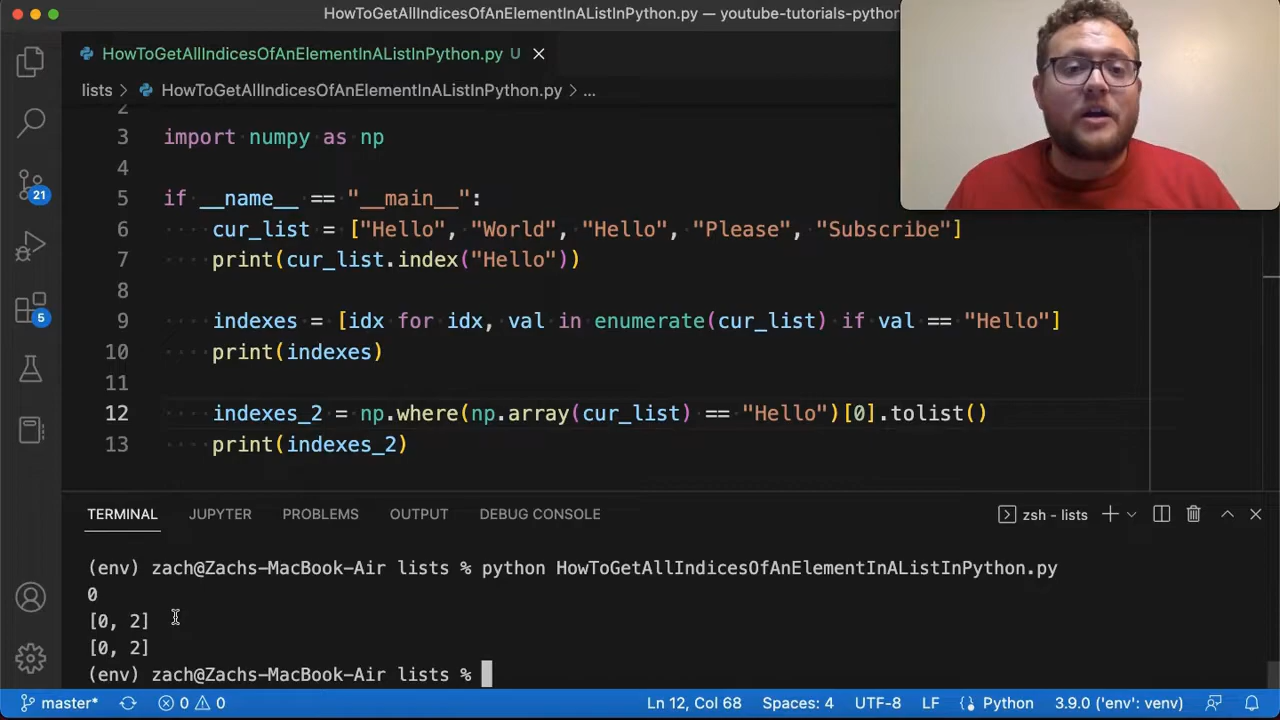 HowToGetAllIndicesOfAnElementInAListInPython.py — youtube-tutorials-python
HowToGetAllIndicesOfAnElementInAListInPython.py U
lists > HowToGetAllIndicesOfAnElementInAListInPython.py > ...
2
3 import numpy as np
4
5 if __name__ == "__main__":
6 cur_list = ["Hello", "World", "Hello", "Please", "Subscribe"]
7 print(cur_list.index("Hello"))
8
9 indexes = [idx for idx, val in enumerate(cur_list) if val == "Hello"]
10 print(indexes)
11
12 indexes_2 = np.where(np.array(cur_list) == "Hello")[0].tolist()
13 print(indexes_2)
21
5
TERMINAL JUPYTER PROBLEMS OUTPUT DEBUG CONSOLE zsh - lists
(env) zach@Zachs-MacBook-Air lists % python HowToGetAllIndicesOfAnElementInAListInPython.py
0
[0, 2]
[0, 2]
(env) zach@Zachs-MacBook-Air lists %
master* 0 0 Ln 12, Col 68 Spaces: 4 UTF-8 LF Python 3.9.0 ('env': venv)